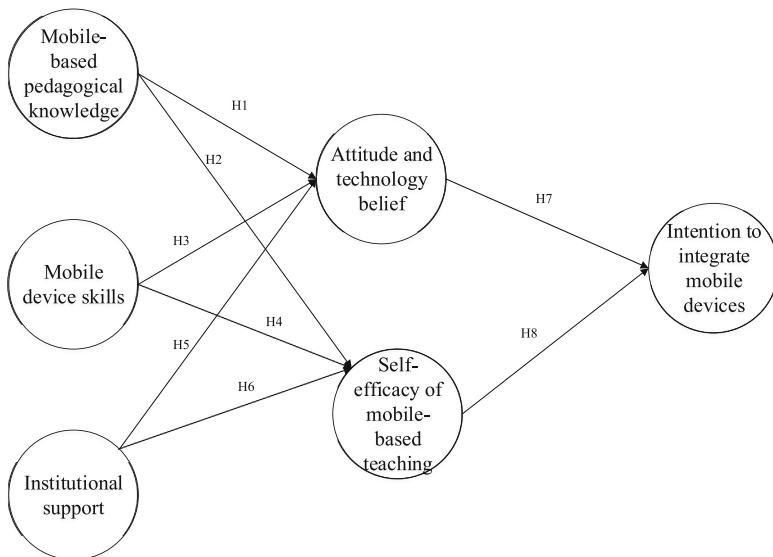 Mobile-
based
pedagogical
knowledge
H1
H2
Attitude and
technology
belief
H7
H3
Mobile
device skills
Intention to
integrate
mobile
devices
H4
H5
H8
H6
Self-
efficacy of
mobile-
based
teaching
Institutional
support